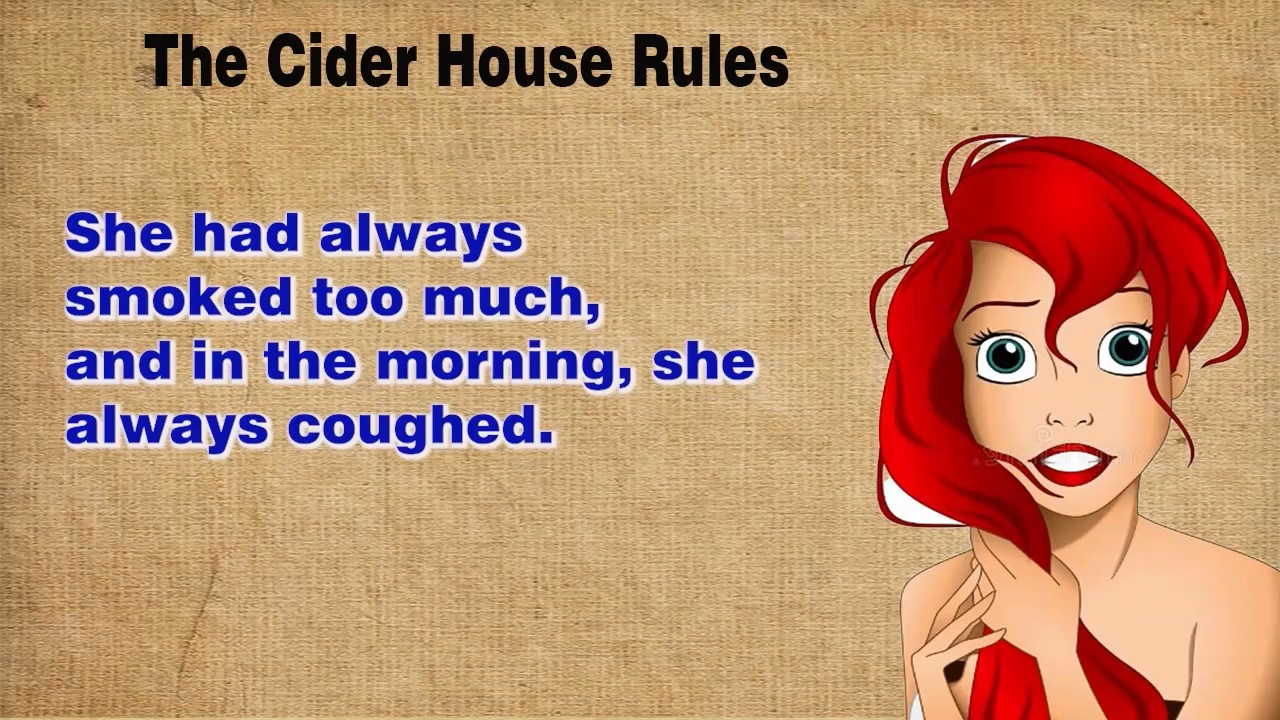 The Cider House Rules
She had always
smoked too much,
and in the morning, she
always coughed.